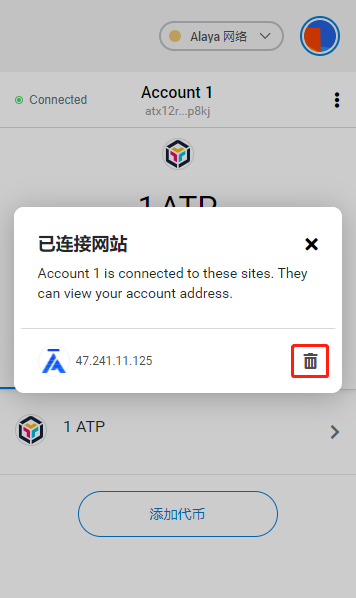 Alaya 网络
Connected
Account 1
atx12r...p8kj
1 ATP
已连接网站
Account 1 is connected to these sites. They
can view your account address.
47.241.11.125
1 ATP
添加代币